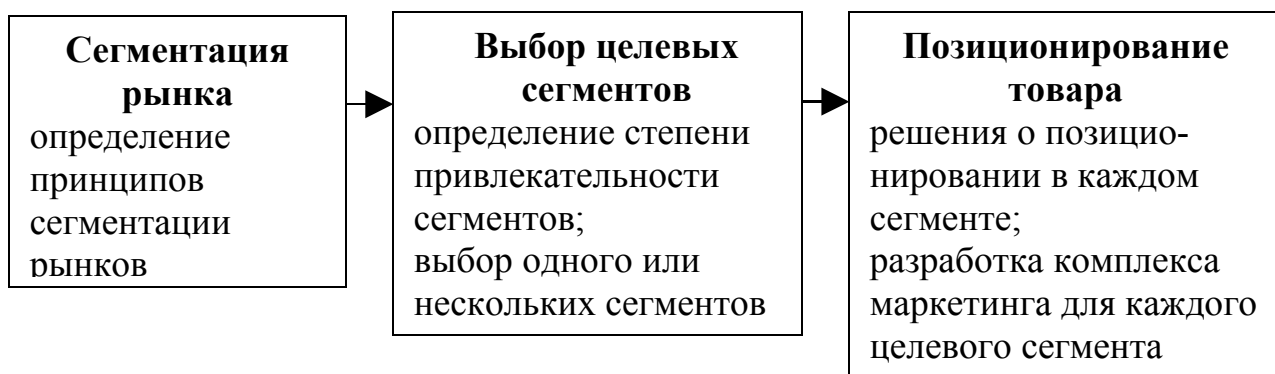 Сегментация
рынка
определение
принципов
сегментации
рынков
Выбор целевых
сегментов
определение степени
привлекательности
сегментов;
выбор одного или
нескольких сегментов
Позиционирование
товара
решения о позицио-
нировании в каждом
сегменте;
разработка комплекса
маркетинга для каждого
целевого сегмента